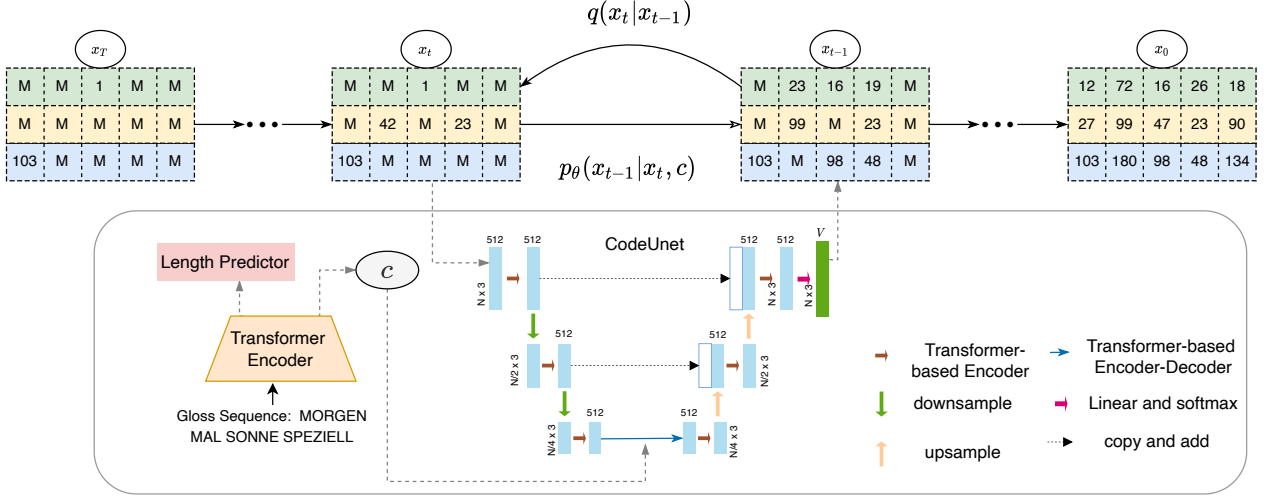 q(x_t|x_{t-1})
x_T
x_t
x_{t-1}
x_0
M M 1 M M
M M M M M
103 M M M M
M M 1 M M
M 42 M 23 M
103 M M M M
M 23 16 19 M
M 99 M 23 M
103 M 98 48 M
12 72 16 26 18
27 99 47 23 90
103 180 98 48 134
p_θ(x_{t-1}|x_t, c)
Length Predictor
c
Transformer
Encoder
Gloss Sequence: MORGEN
MAL SONNE SPEZIELL
CodeUnet
512
512
512
512
V
N x 3
N x 3
N x 3
512
512
N/2 x 3
N/2 x 3
512
512
N/4 x 3
N/4 x 3
Transformer-
based Encoder
Transformer-based
Encoder-Decoder
downsample
Linear and softmax
upsample
copy and add